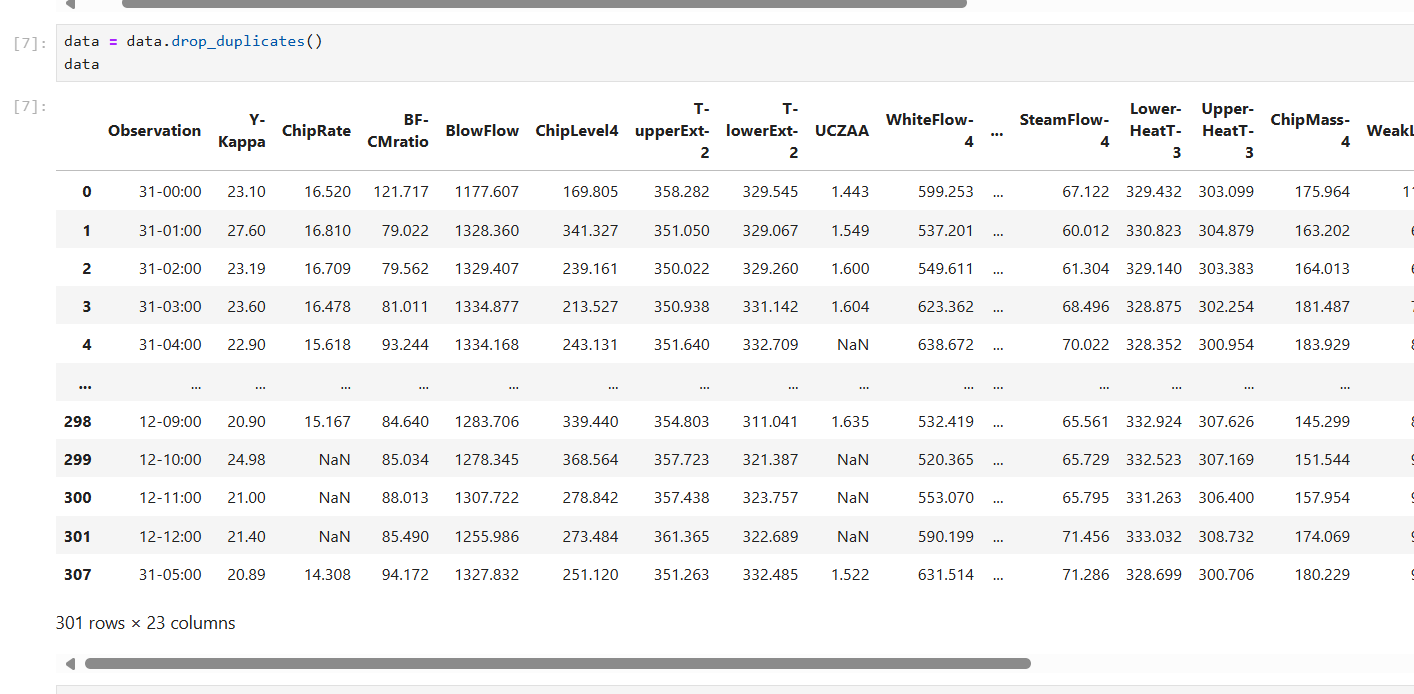 [7]: data = data.drop_duplicates()
data
[7]:
Observation Y-Kappa ChipRate BF-CMratio BlowFlow ChipLevel4 T-upperExt-2 T-lowerExt-2 UCZAA WhiteFlow-4 ... SteamFlow-4 Lower-HeatT-3 Upper-HeatT-3 ChipMass-4
0 31-00:00 23.10 16.520 121.717 1177.607 169.805 358.282 329.545 1.443 599.253 ... 67.122 329.432 303.099 175.964
1 31-01:00 27.60 16.810 79.022 1328.360 341.327 351.050 329.067 1.549 537.201 ... 60.012 330.823 304.879 163.202
2 31-02:00 23.19 16.709 79.562 1329.407 239.161 350.022 329.260 1.600 549.611 ... 61.304 329.140 303.383 164.013
3 31-03:00 23.60 16.478 81.011 1334.877 213.527 350.938 331.142 1.604 623.362 ... 68.496 328.875 302.254 181.487
4 31-04:00 22.90 15.618 93.244 1334.168 243.131 351.640 332.709 NaN 638.672 ... 70.022 328.352 300.954 183.929
... ... ... ... ... ... ... ... ... ... ... ... ... ... ... ...
298 12-09:00 20.90 15.167 84.640 1283.706 339.440 354.803 311.041 1.635 532.419 ... 65.561 332.924 307.626 145.299
299 12-10:00 24.98 NaN 85.034 1278.345 368.564 357.723 321.387 NaN 520.365 ... 65.729 332.523 307.169 151.544
300 12-11:00 21.00 NaN 88.013 1307.722 278.842 357.438 323.757 NaN 553.070 ... 65.795 331.263 306.400 157.954
301 12-12:00 21.40 NaN 85.490 1255.986 273.484 361.365 322.689 NaN 590.199 ... 71.456 333.032 308.732 174.069
307 31-05:00 20.89 14.308 94.172 1327.832 251.120 351.263 332.485 1.522 631.514 ... 71.286 328.699 300.706 180.229
301 rows × 23 columns